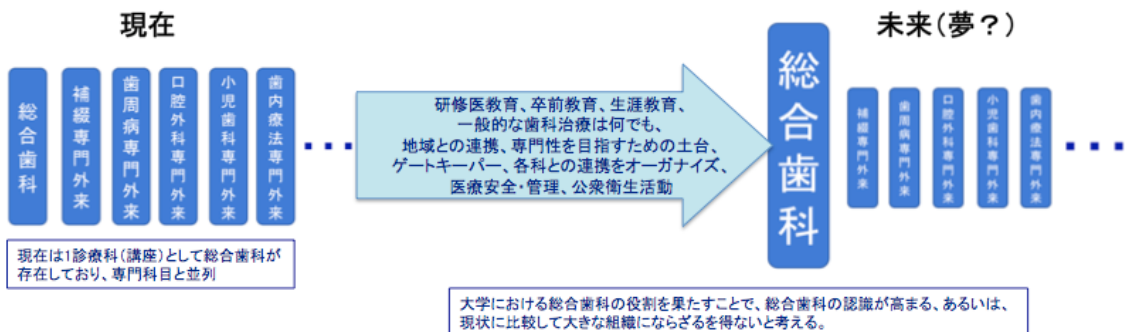 現在
総合歯科
補綴専門外来
歯周病専門外来
口腔外科専門外来
小児歯科専門外来
歯内療法専門外来
現在は1診療科(講座)として総合歯科が
存在しており、専門科目と並列
研修医教育、卒前教育、生涯教育、
一般的な歯科治療は何でも、
地域との連携、専門性を目指すための土台、
ゲートキーパー、各科との連携をオーガナイズ、
医療安全・管理、公衆衛生活動
未来(夢?)
総合歯科
補綴専門外来
歯周病専門外来
口腔外科専門外来
小児歯科専門外来
歯内療法専門外来
大学における総合歯科の役割を果たすことで、総合歯科の認識が高まる、あるいは、
現状に比較して大きな組織にならざるを得ないと考える。